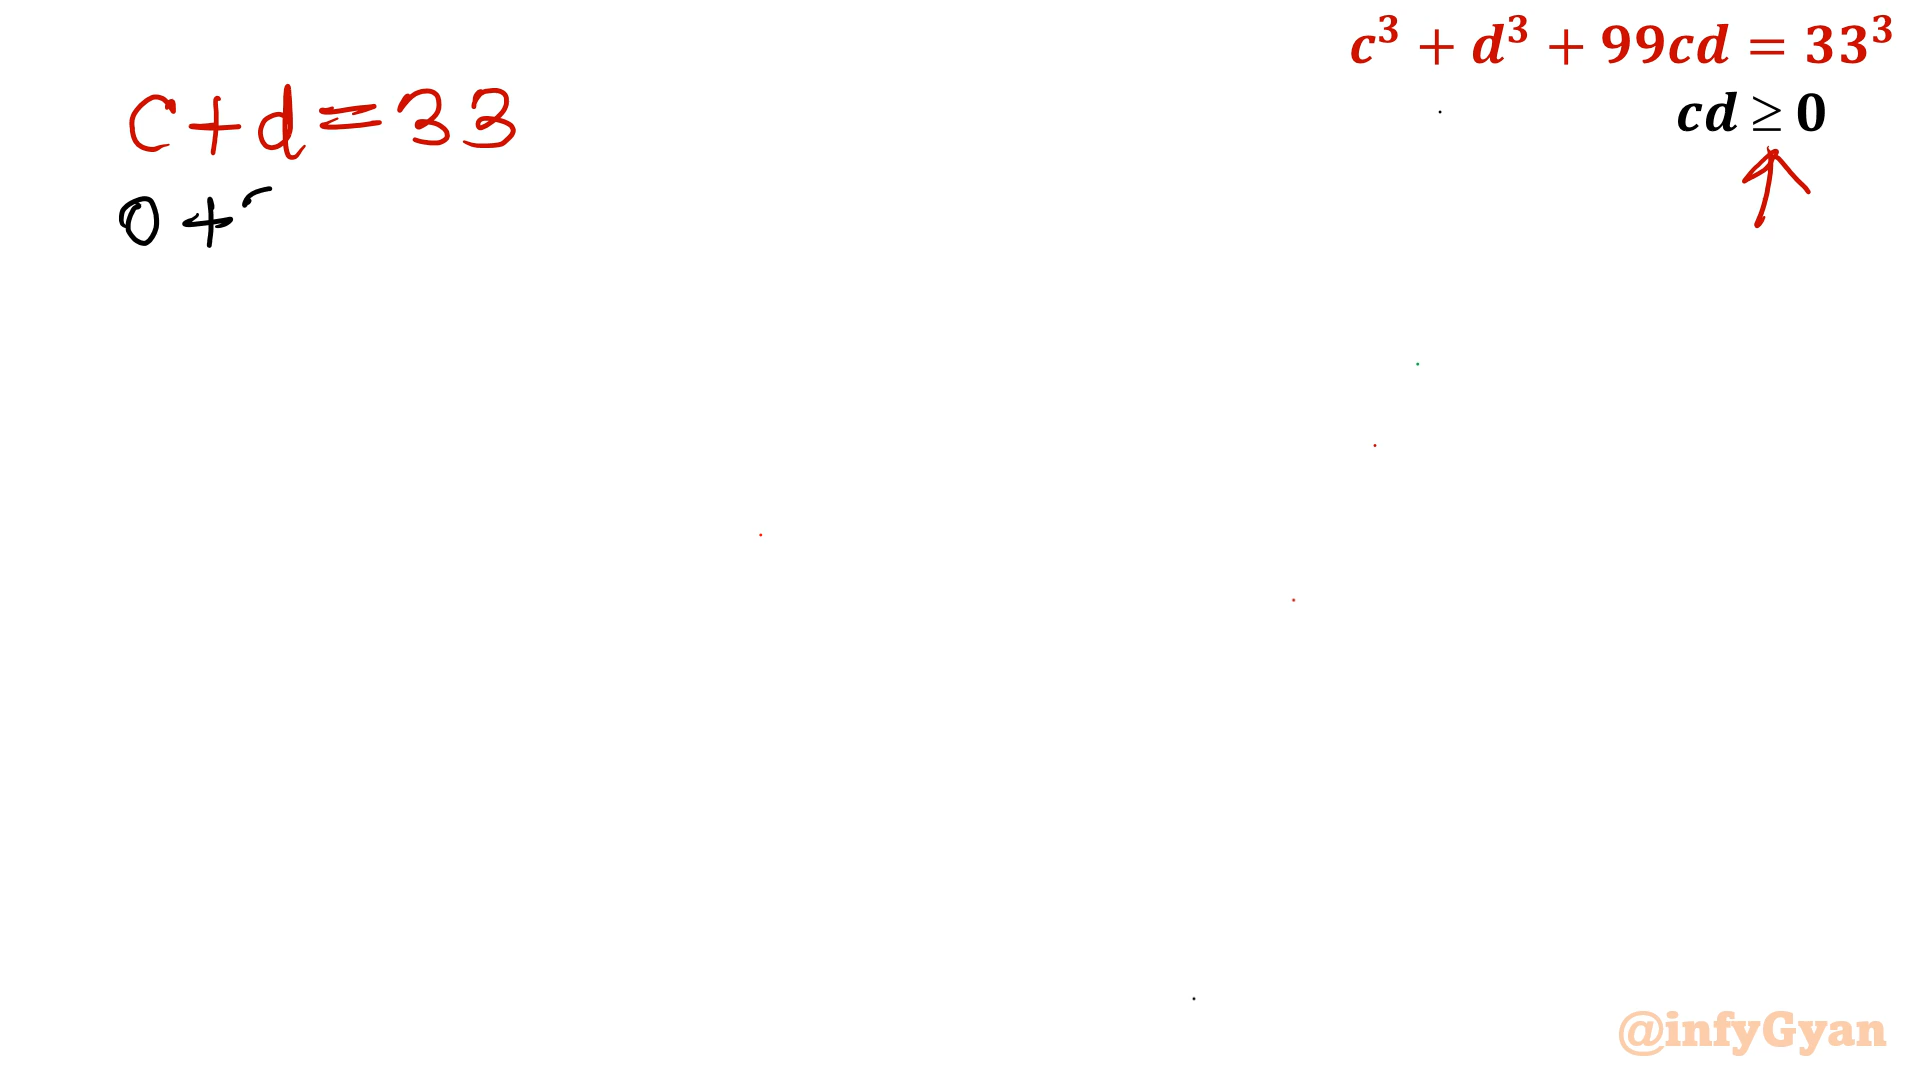 c³ + d³ + 99cd = 33³
cd ≥ 0
c+d=33
0+
@infyGyan